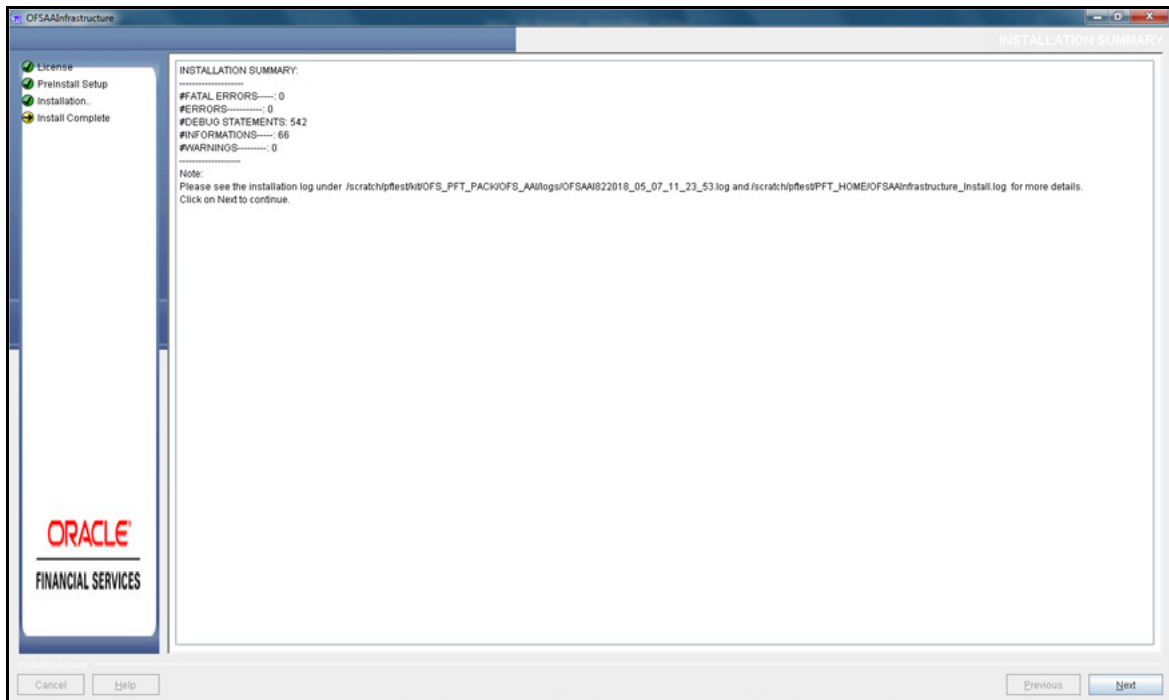 OFSAAInfrastructure
INSTALLATION SUMMARY
License
PreInstall Setup
Installation..
Install Complete
INSTALLATION SUMMARY:
--------------------
#FATAL ERRORS-----: 0
#ERRORS-----------: 0
#DEBUG STATEMENTS: 542
#INFORMATIONS-----: 66
#WARNINGS---------: 0
-------------------
Note:
Please see the installation log under /scratch/pftest/kit/OFS_PFT_PACK/OFS_AAI/logs/OFSAAI822018_05_07_11_23_53.log and /scratch/pftest/PFT_HOME/OFSAAInfrastructure_Install.log for more details.
Click on Next to continue.
ORACLE
FINANCIAL SERVICES
InstallAnywhere
Cancel Help Previous Next